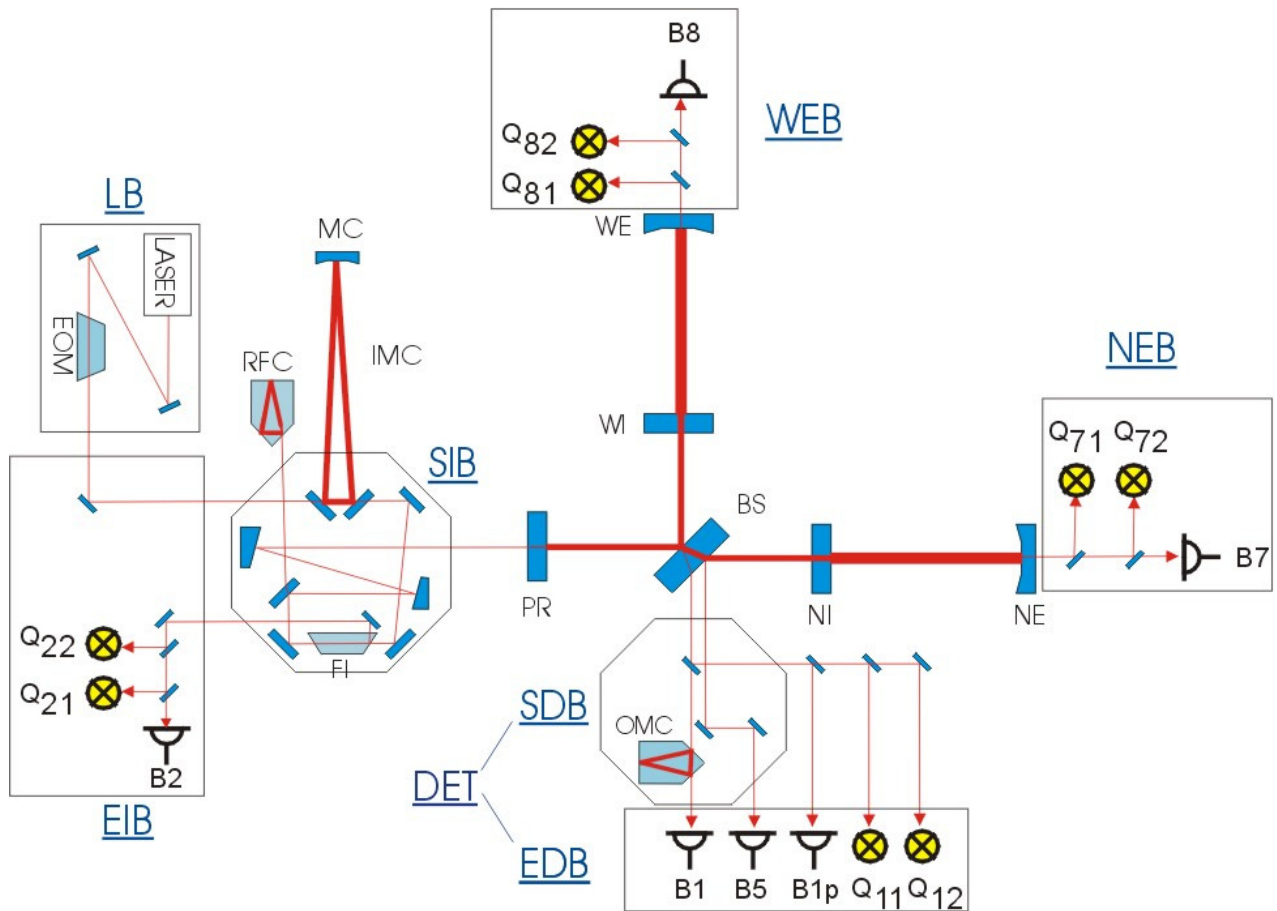 B8
Q82
Q81
WEB
LB
LASER
EOM
MC
WE
RFC
IMC
NEB
WI
SIB
Q71
Q72
BS
B7
PR
NI
NE
Q22
FI
Q21
SDB
OMC
B2
DET
EIB
EDB
B1
B5
B1p
Q11
Q12